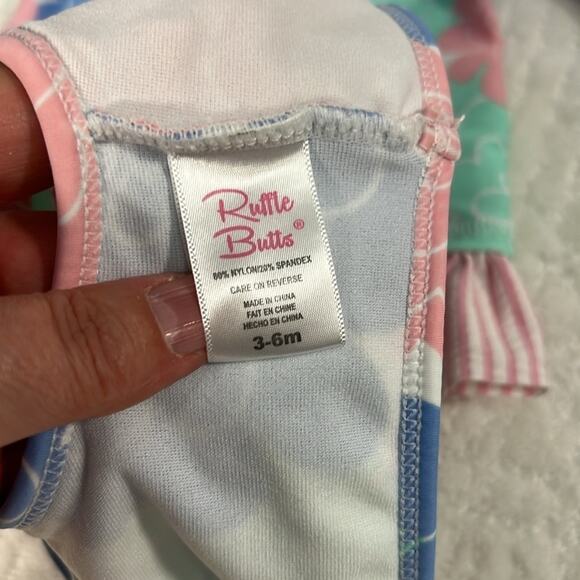 Ruffle
Butts®
80% NYLON/20% SPANDEX
CARE ON REVERSE
MADE IN CHINA
FAIT EN CHINE
HECHO EN CHINA
3-6m